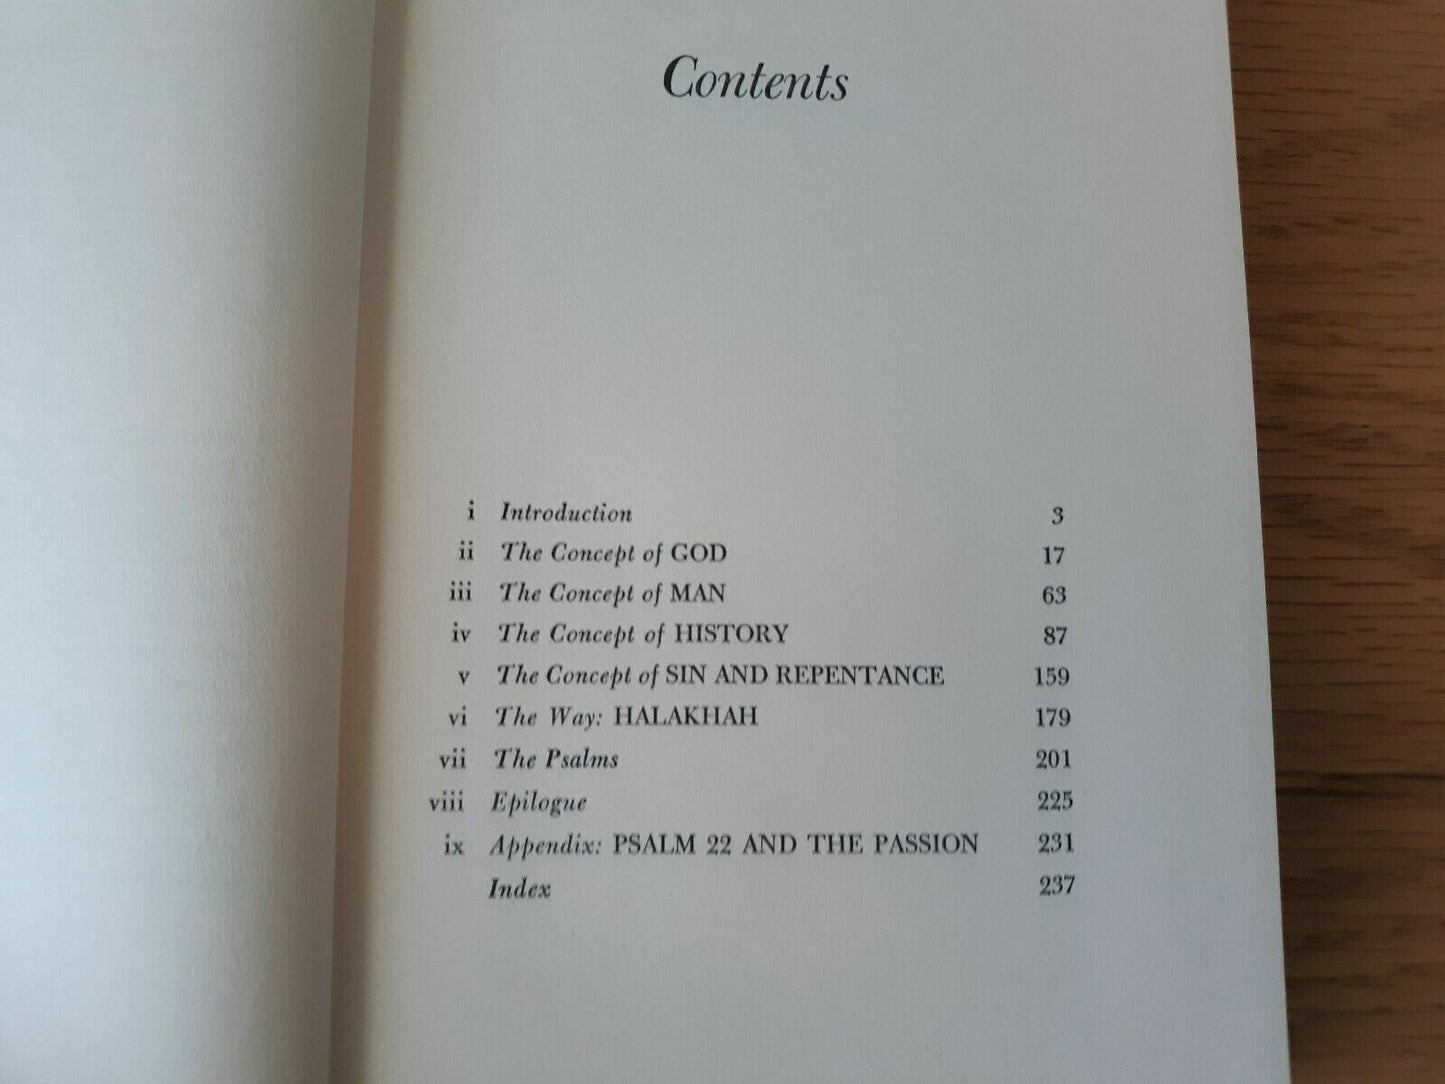 Contents
i Introduction 3
ii The Concept of GOD 17
iii The Concept of MAN 63
iv The Concept of HISTORY 87
v The Concept of SIN AND REPENTANCE 159
vi The Way: HALAKHAH 179
vii The Psalms 201
viii Epilogue 225
ix Appendix: PSALM 22 AND THE PASSION 231
Index 237